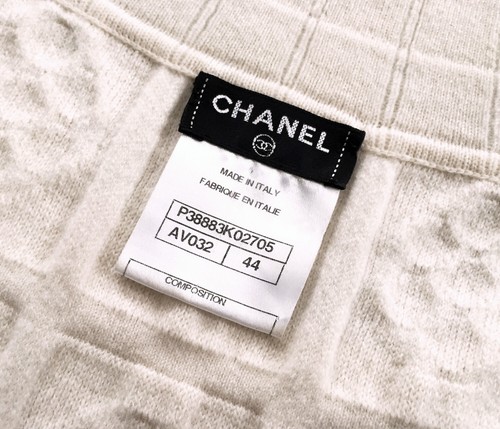 CHANEL
MADE IN ITALY
FABRIQUE EN ITALIE
P38883K02705
AV032 44
COMPOSITION